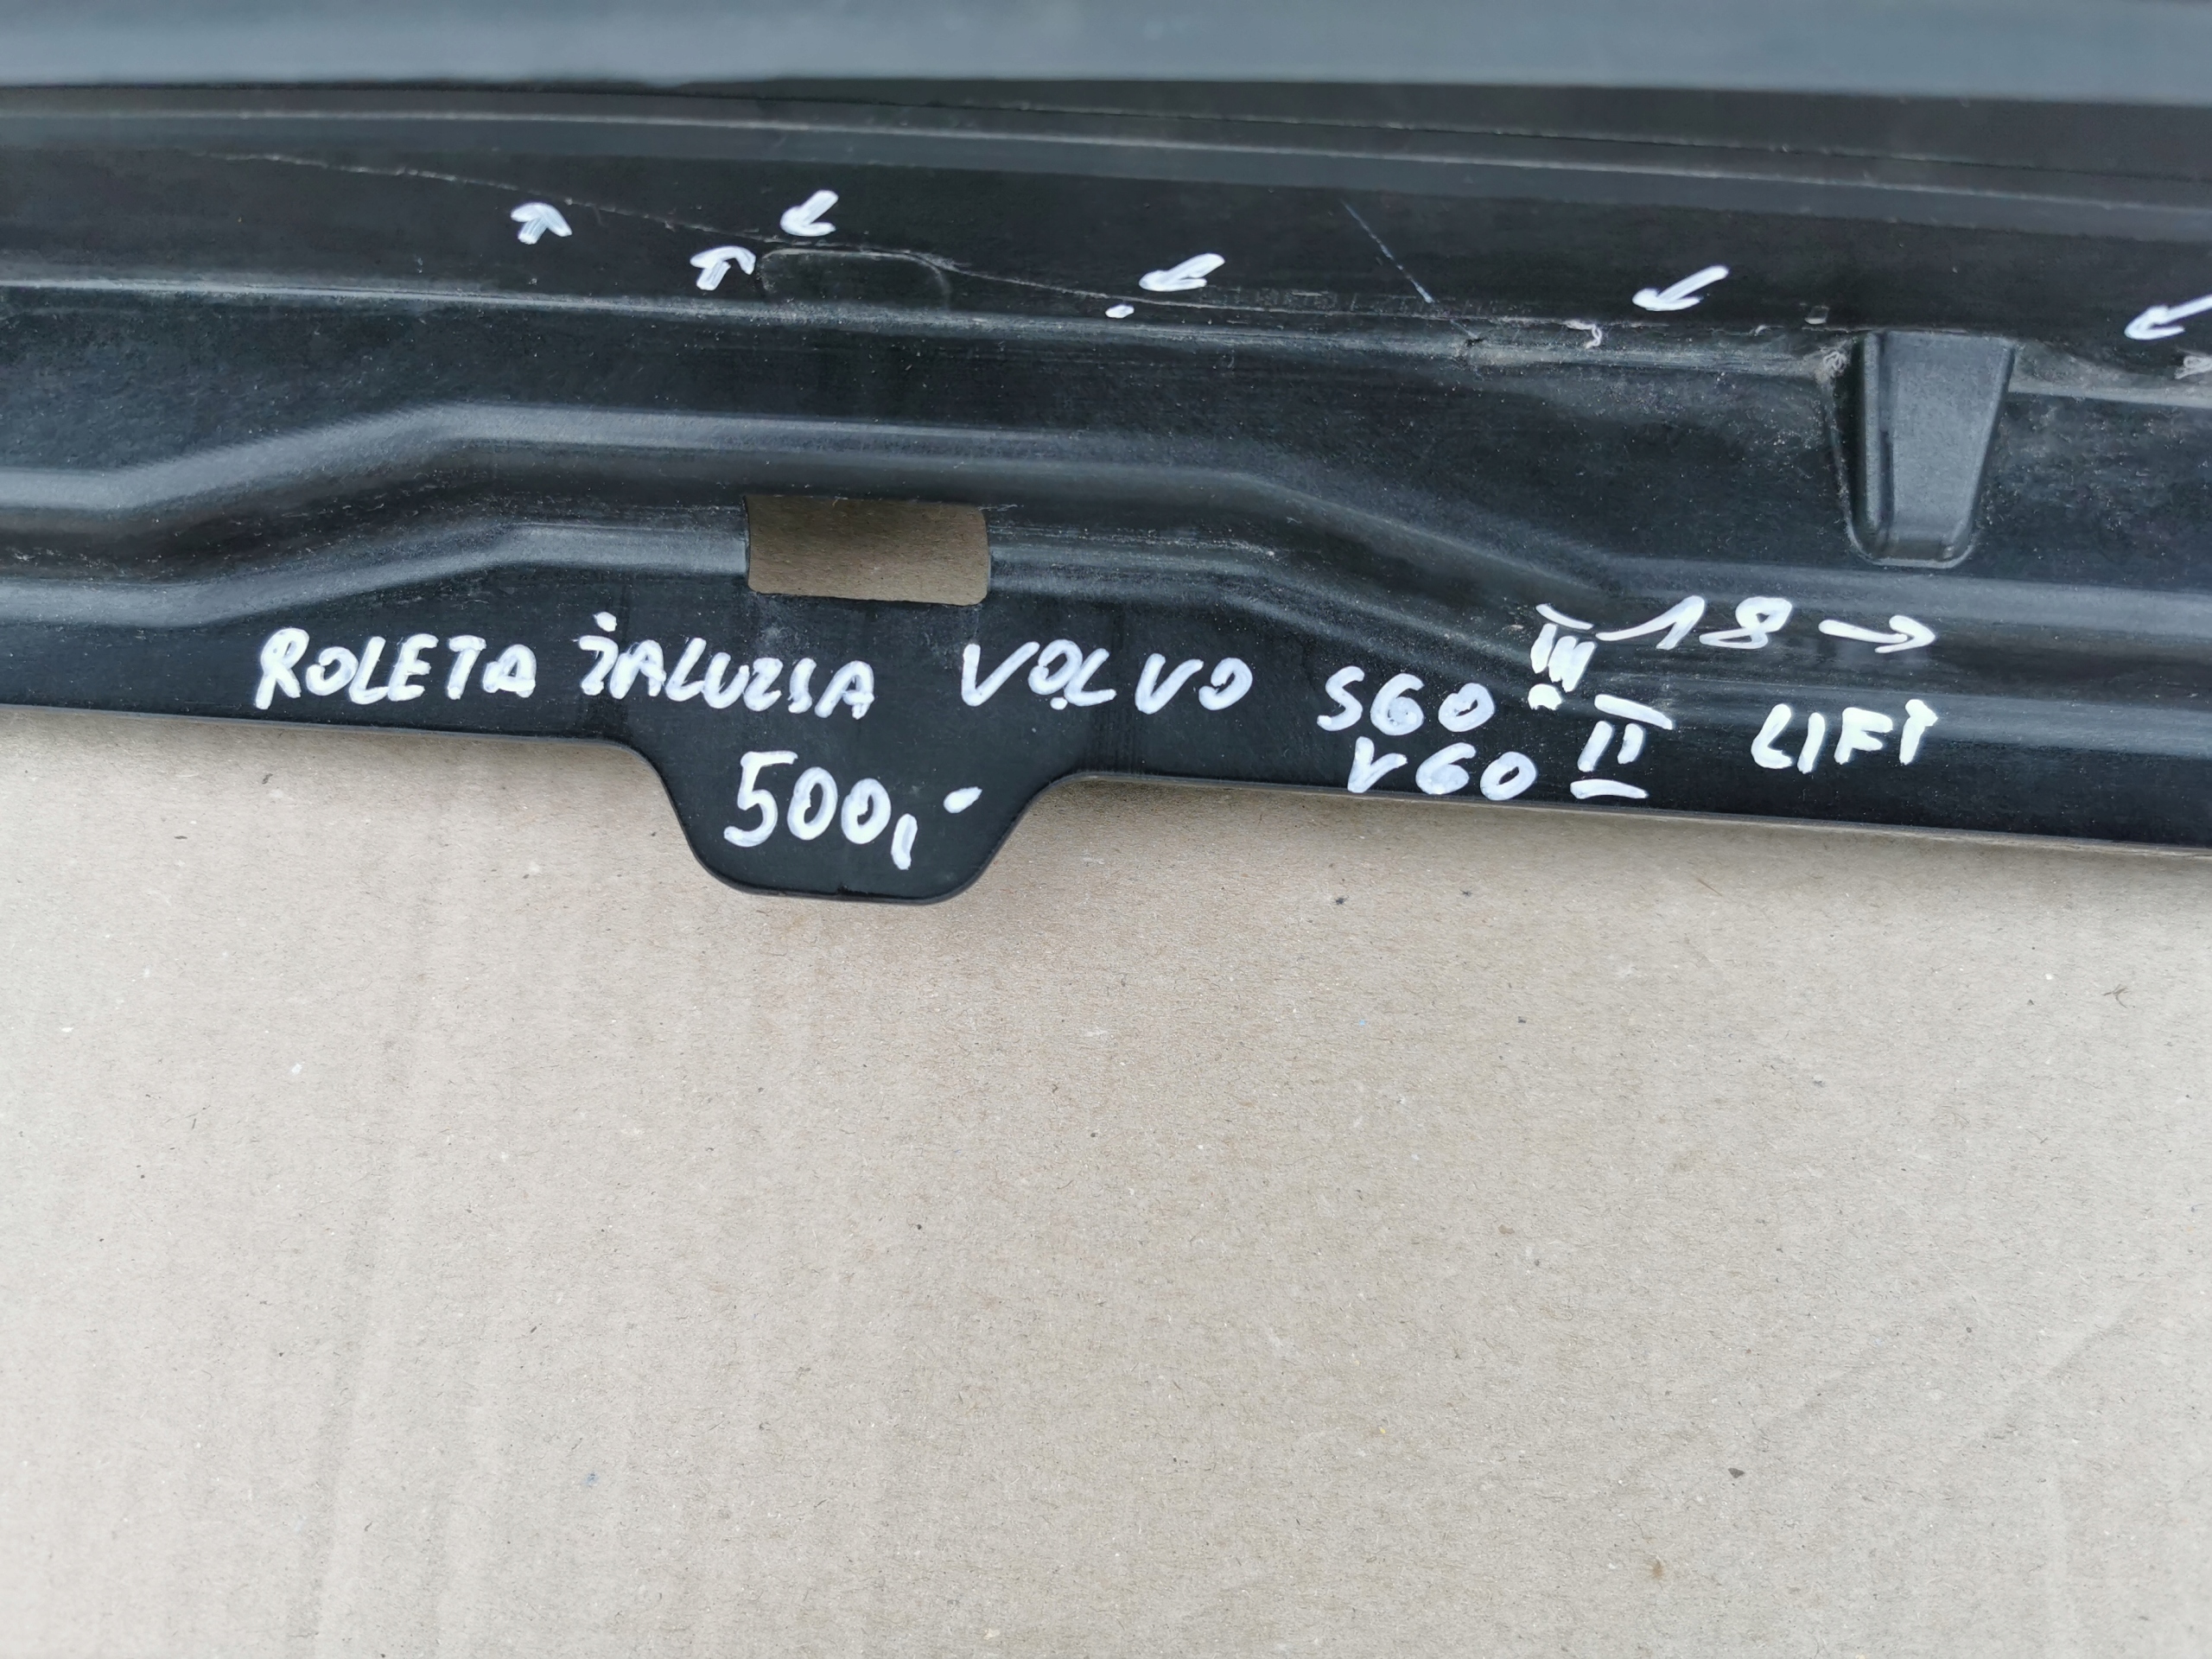 ROLETA ŻALUZJA VOLVO S60 III 18 →
V60 II LIFT
500,-